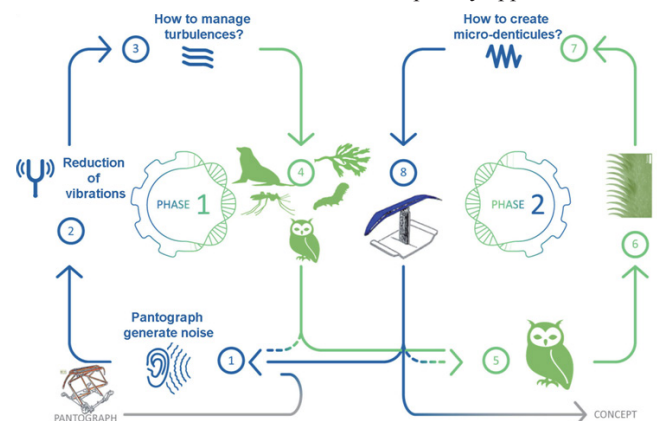 How to manage
turbulences?
3
How to create
micro-denticules?
7
Reduction
of
vibrations
2
PHASE 1
4
8
PHASE 2
6
Pantograph
generate noise
1
5
PANTOGRAPH
CONCEPT